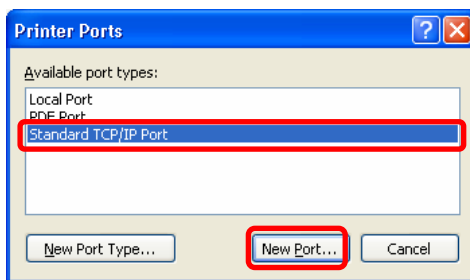 Printer Ports
Available port types:
Local Port
PDF Port
Standard TCP/IP Port
New Port Type... New Port... Cancel